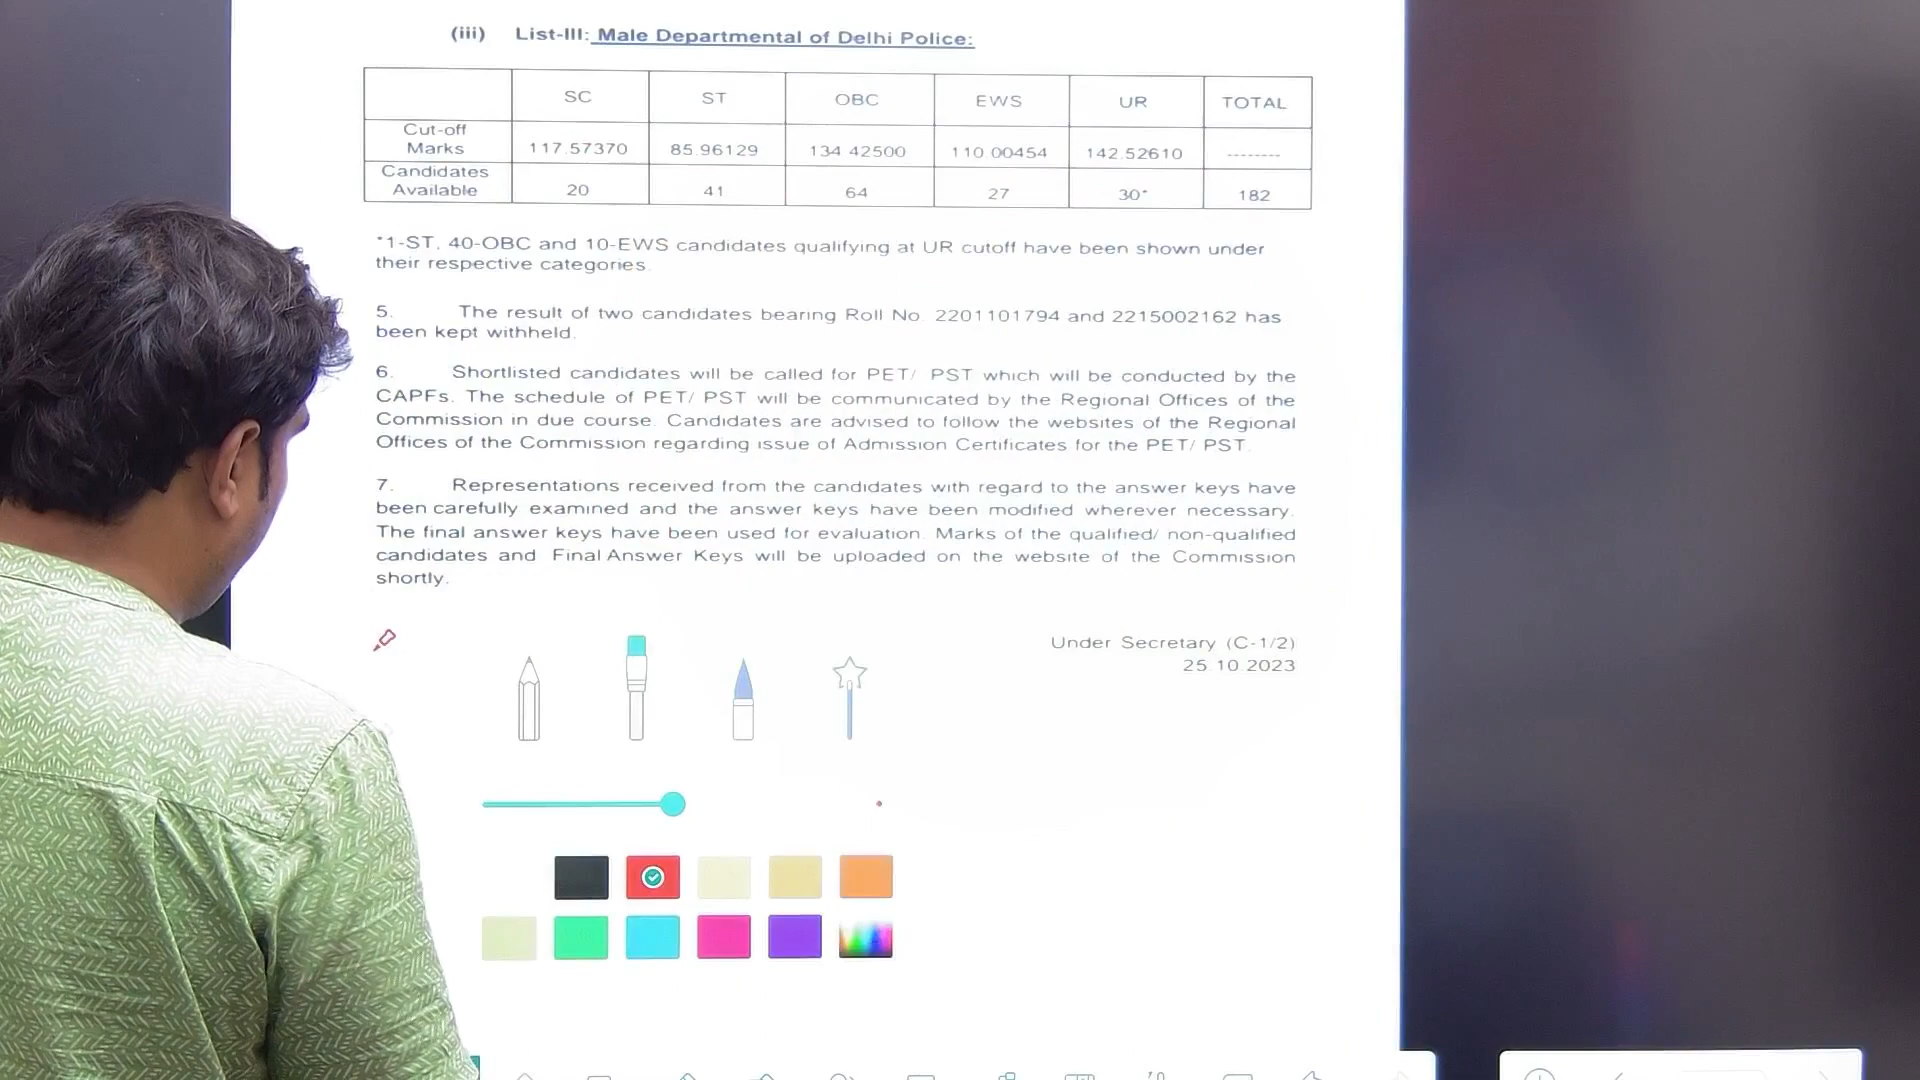 (iii) List-III: Male Departmental of Delhi Police:
SC ST OBC EWS UR TOTAL
Cut-off
Marks 117.57370 85.96129 134 42500 110 00454 142.52610 --------
Candidates
Available 20 41 64 27 30* 182
*1-ST, 40-OBC and 10-EWS candidates qualifying at UR cutoff have been shown under
their respective categories.
5. The result of two candidates bearing Roll No. 2201101794 and 2215002162 has
been kept withheld.
6. Shortlisted candidates will be called for PET/ PST which will be conducted by the
CAPFs. The schedule of PET/ PST will be communicated by the Regional Offices of the
Commission in due course. Candidates are advised to follow the websites of the Regional
Offices of the Commission regarding issue of Admission Certificates for the PET/ PST.
7. Representations received from the candidates with regard to the answer keys have
been carefully examined and the answer keys have been modified wherever necessary.
The final answer keys have been used for evaluation. Marks of the qualified/ non-qualified
candidates and Final Answer Keys will be uploaded on the website of the Commission
shortly.
Under Secretary (C-1/2)
25.10.2023